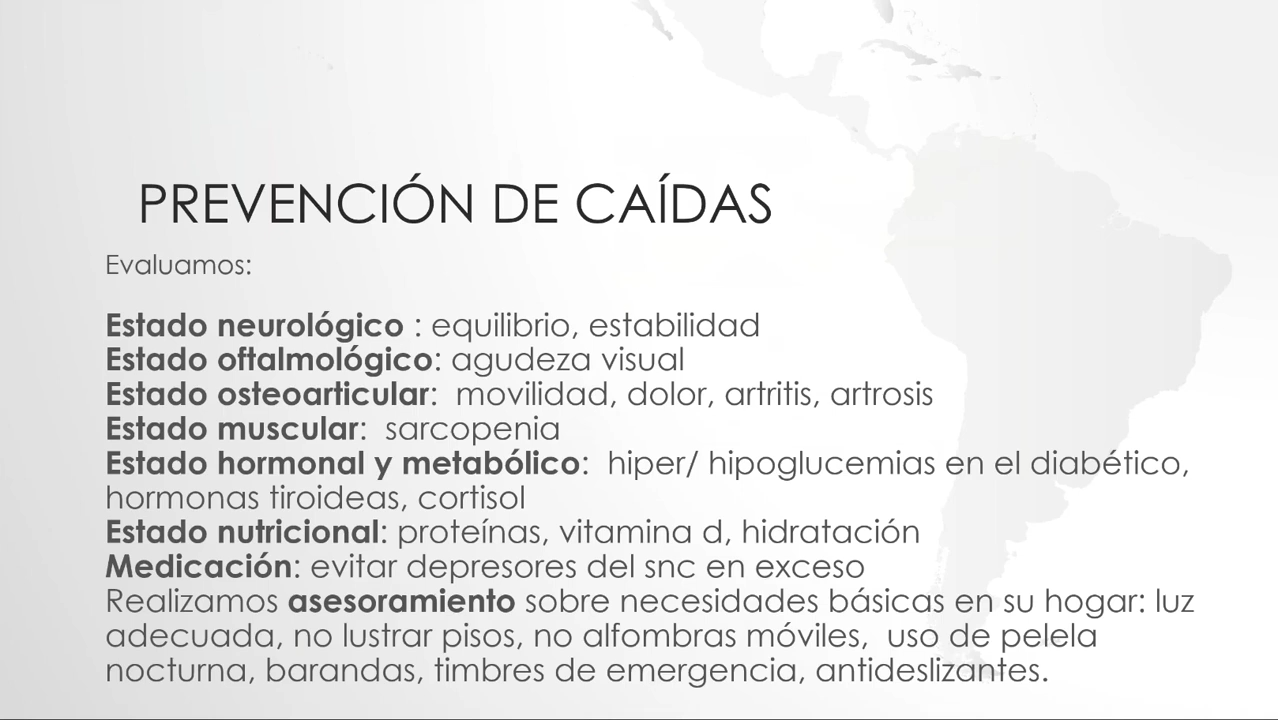 PREVENCIÓN DE CAÍDAS
Evaluamos:
Estado neurológico : equilibrio, estabilidad
Estado oftalmológico: agudeza visual
Estado osteoarticular:  movilidad, dolor, artritis, artrosis
Estado muscular:  sarcopenia
Estado hormonal y metabólico:  hiper/ hipoglucemias en el diabético,
hormonas tiroideas, cortisol
Estado nutricional: proteínas, vitamina d, hidratación
Medicación: evitar depresores del snc en exceso
Realizamos asesoramiento sobre necesidades básicas en su hogar: luz
adecuada, no lustrar pisos, no alfombras móviles,  uso de pelela
nocturna, barandas, timbres de emergencia, antideslizantes.